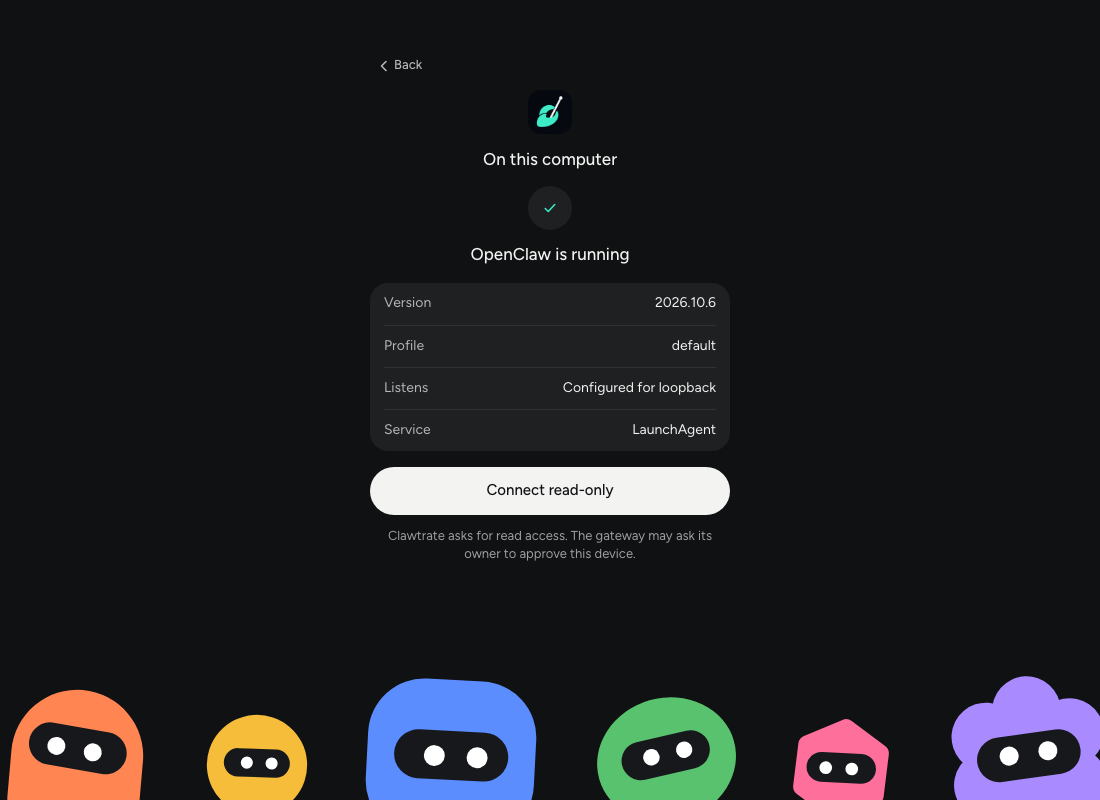 Back
On this computer
OpenClaw is running
Version 2026.10.6
Profile default
Listens Configured for loopback
Service LaunchAgent
Connect read-only
Clawtrate asks for read access. The gateway may ask its
owner to approve this device.